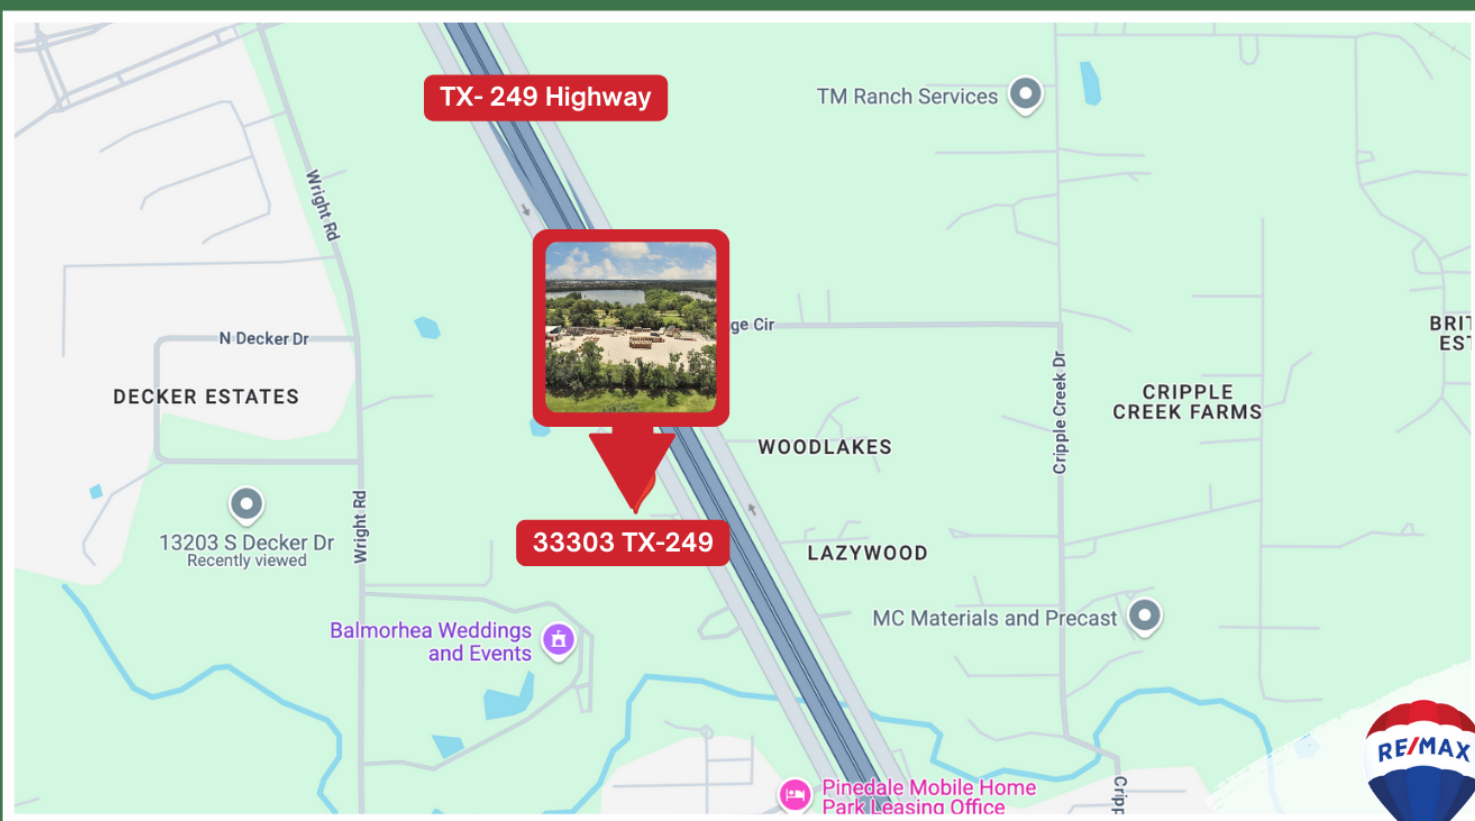 TX- 249 Highway
TM Ranch Services
Wright Rd
ge Cir
N Decker Dr
DECKER ESTATES
Cripple Creek Dr
CRIPPLE
CREEK FARMS
WOODLAKES
13203 S Decker Dr
Recently viewed
Wright Rd
33303 TX-249
LAZYWOOD
MC Materials and Precast
Balmorhea Weddings
and Events
RE/MAX
Pinedale Mobile Home
Park Leasing Office